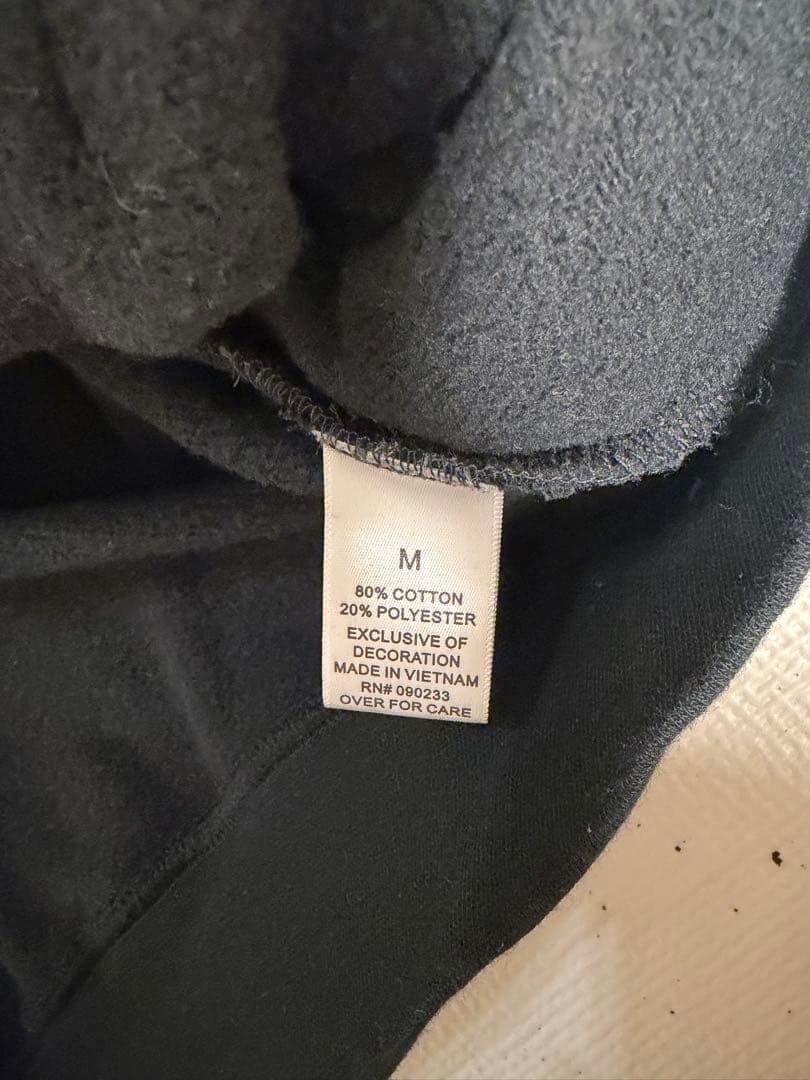 M
80% COTTON
20% POLYESTER
EXCLUSIVE OF
DECORATION
MADE IN VIETNAM
RN# 090233
OVER FOR CARE